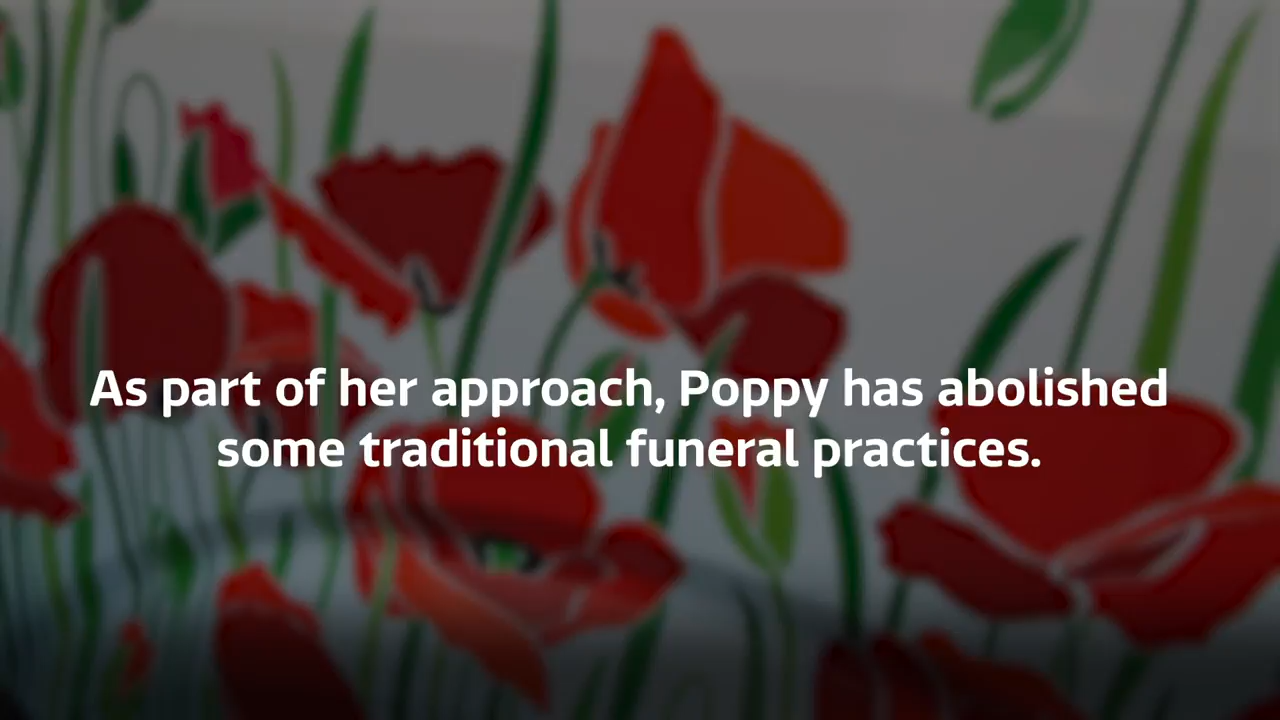 As part of her approach, Poppy has abolished
some traditional funeral practices.